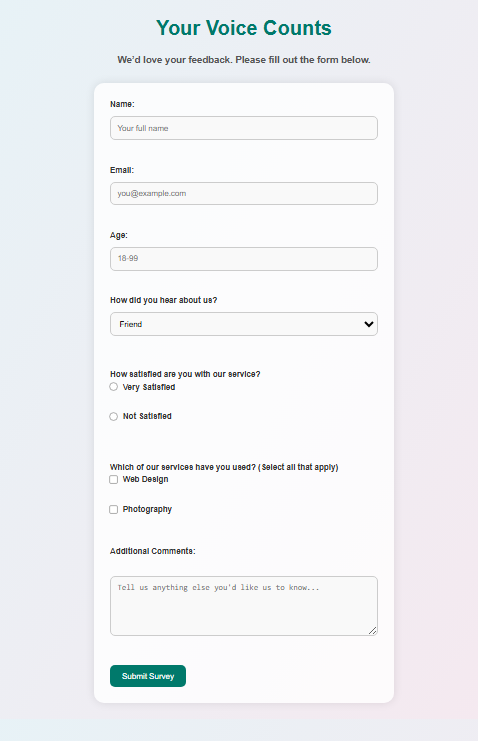 Your Voice Counts
We'd love your feedback. Please fill out the form below.
Name:
Your full name
Email:
you@example.com
Age:
18-99
How did you hear about us?
Friend
How satisfied are you with our service?
Very Satisfied
Not Satisfied
Which of our services have you used? (Select all that apply)
Web Design
Photography
Additional Comments:
Tell us anything else you'd like us to know...
Submit Survey